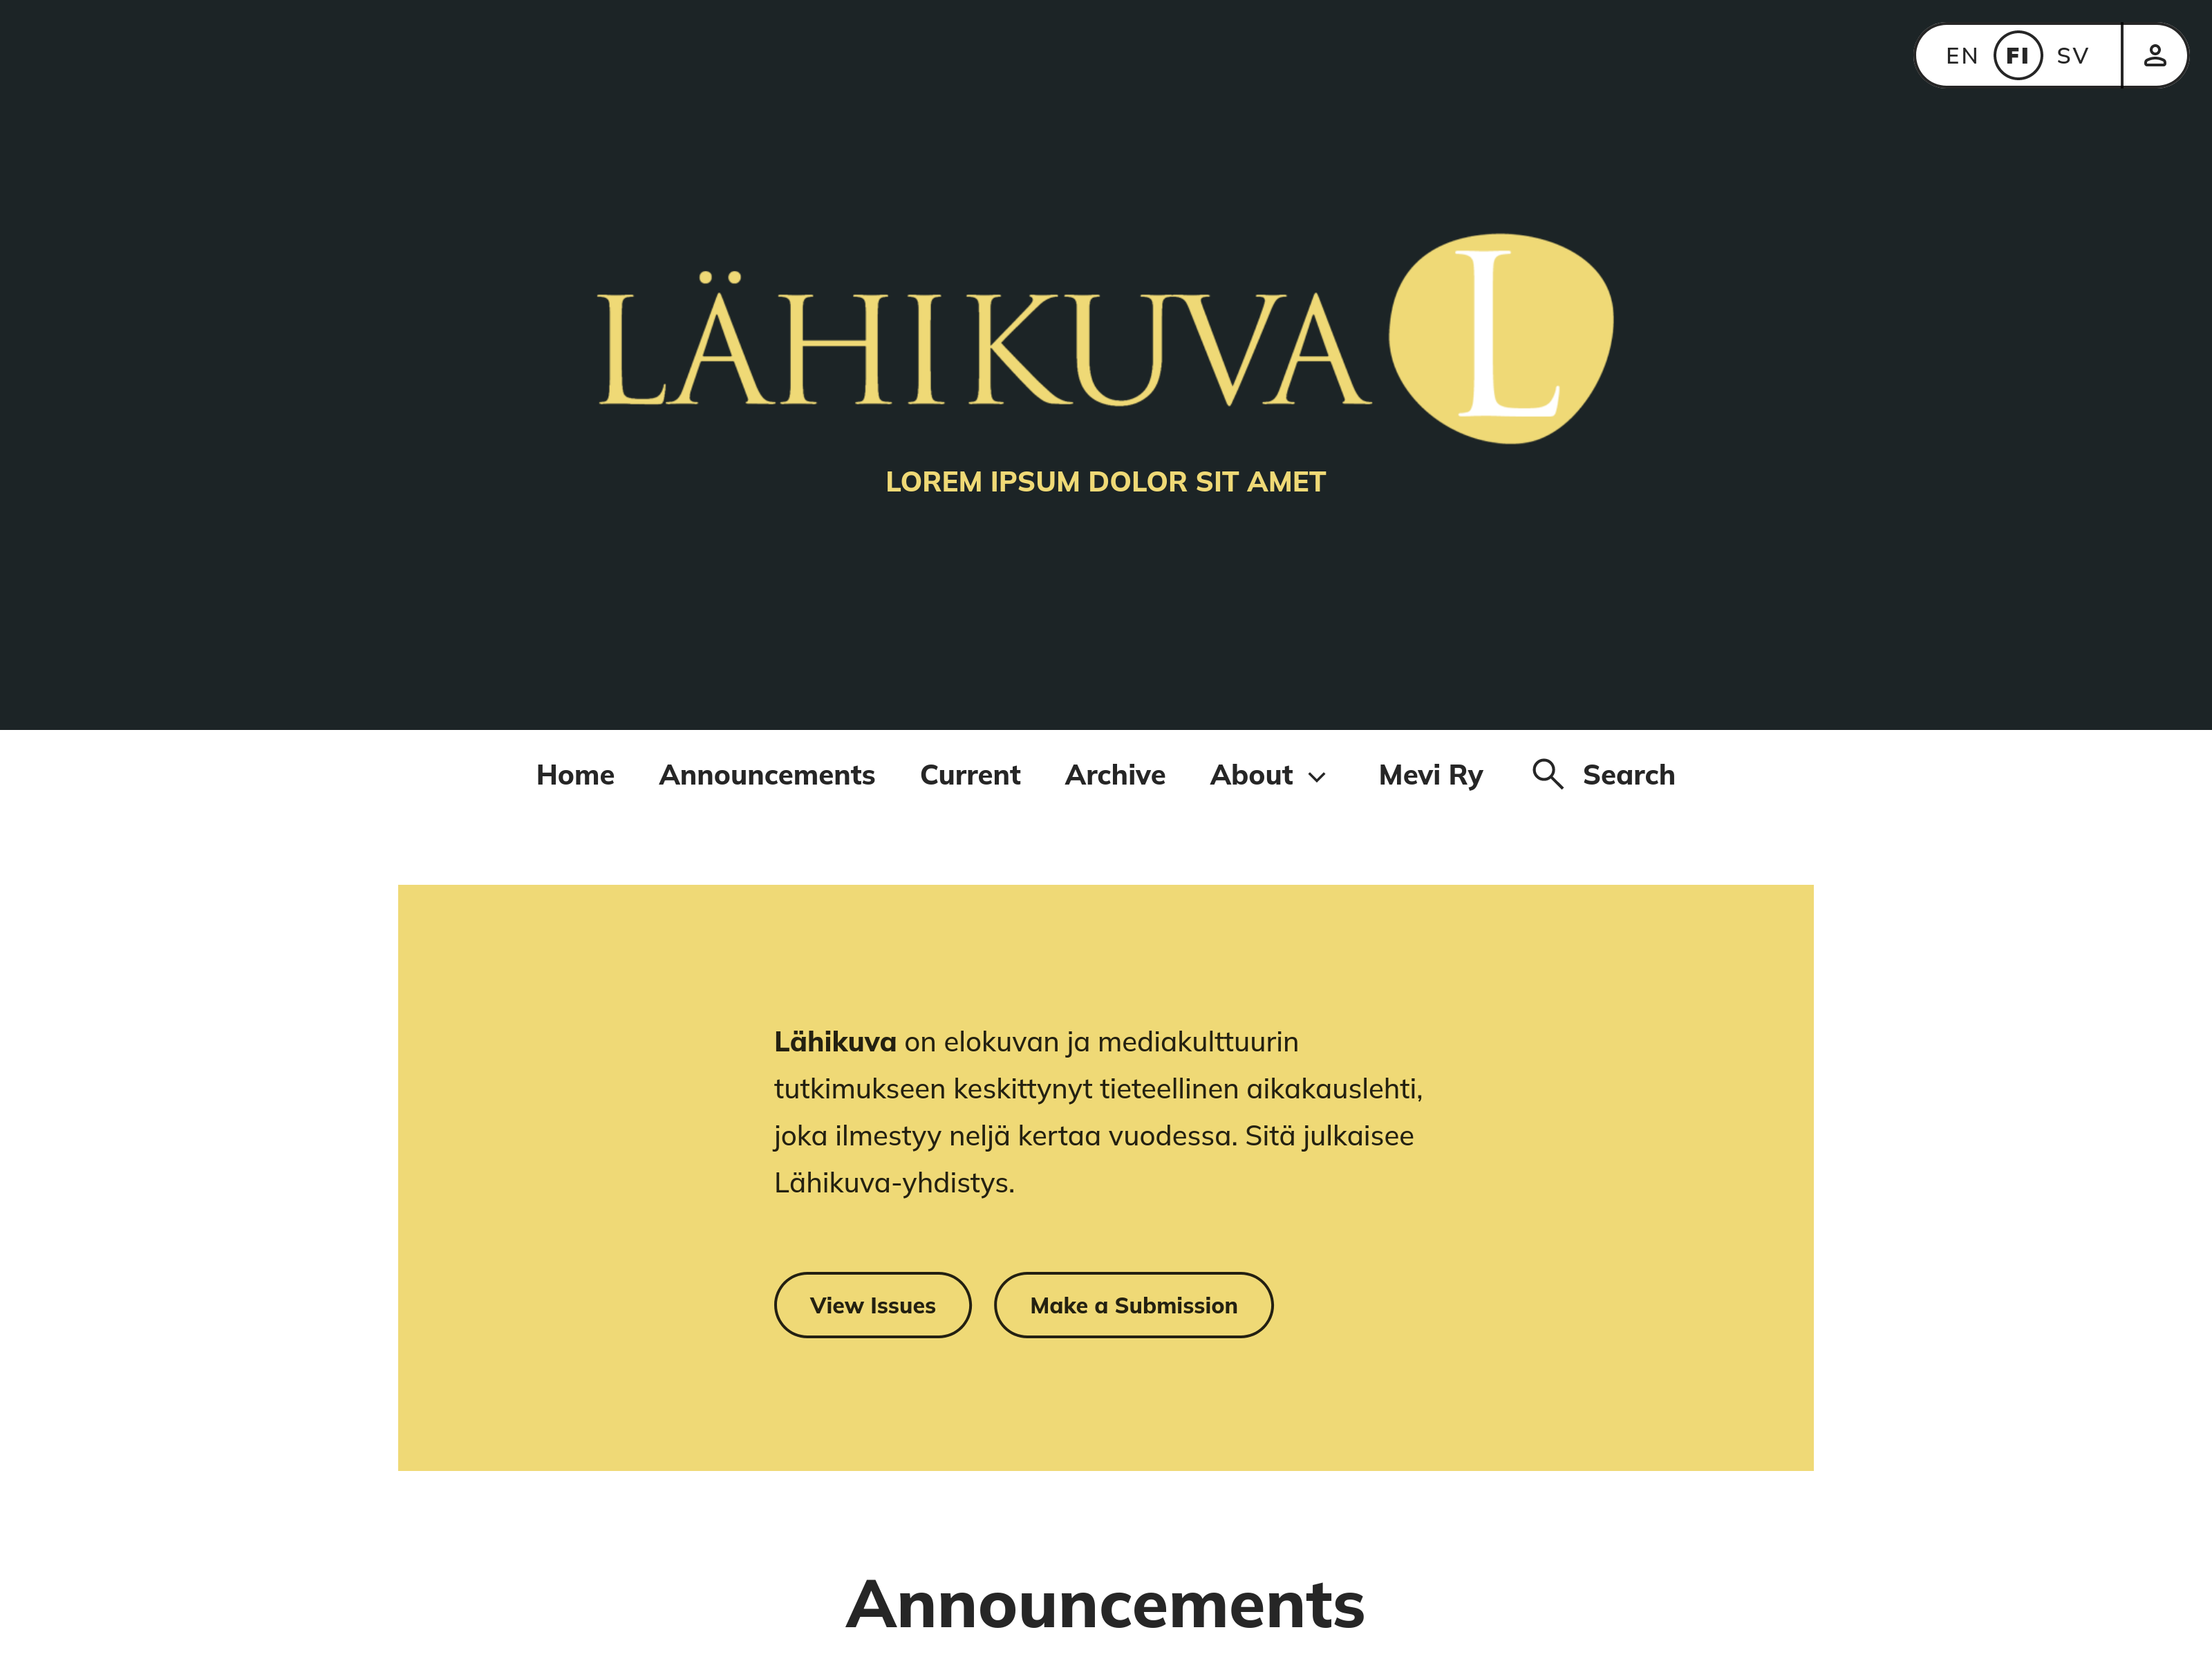 EN FI SV
LÄHIKUVA L
LOREM IPSUM DOLOR SIT AMET
Home Announcements Current Archive About Mevi Ry Search
Lähikuva on elokuvan ja mediakulttuurin
tutkimukseen keskittynyt tieteellinen aikakauslehti,
joka ilmestyy neljä kertaa vuodessa. Sitä julkaisee
Lähikuva-yhdistys.
View Issues Make a Submission
Announcements